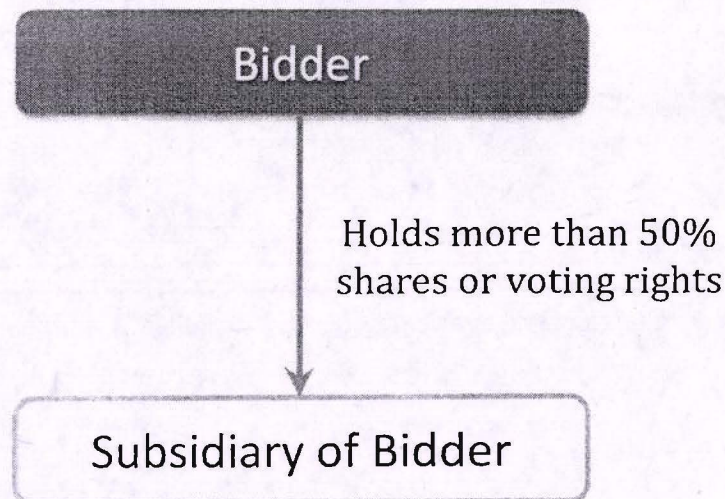 Bidder
Holds more than 50%
shares or voting rights
Subsidiary of Bidder